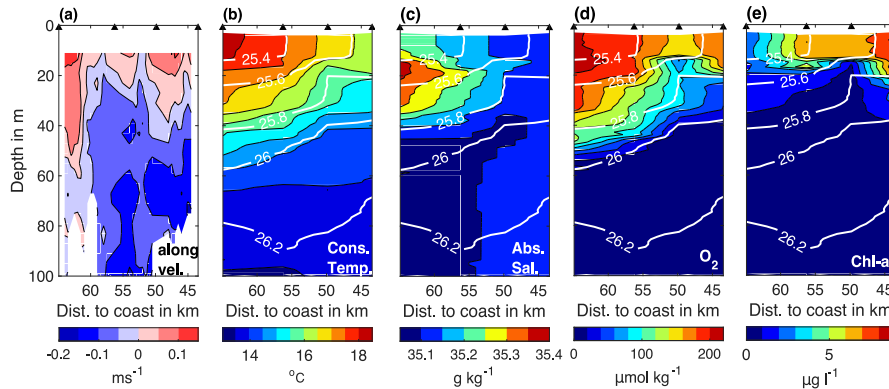 (a) (b) (c) (d) (e)
0
20
40
60
80
100
Depth in m
along
vel.
25.4
25.6
25.8
26
26.2
Cons.
Temp.
25.4
25.6
25.8
26
26.2
Abs.
Sal.
25.4
25.6
25.8
26
26.2
O2
25.4
25.6
25.8
26
26.2
Chl-a
60 55 50 45
60 55 50 45
60 55 50 45
60 55 50 45
60 55 50 45
Dist. to coast in km
Dist. to coast in km
Dist. to coast in km
Dist. to coast in km
Dist. to coast in km
-0.2 -0.1 0 0.1
14 16 18
35.1 35.2 35.3 35.4
0 100 200
0 5
ms⁻¹
°C
g kg⁻¹
μmol kg⁻¹
μg l⁻¹